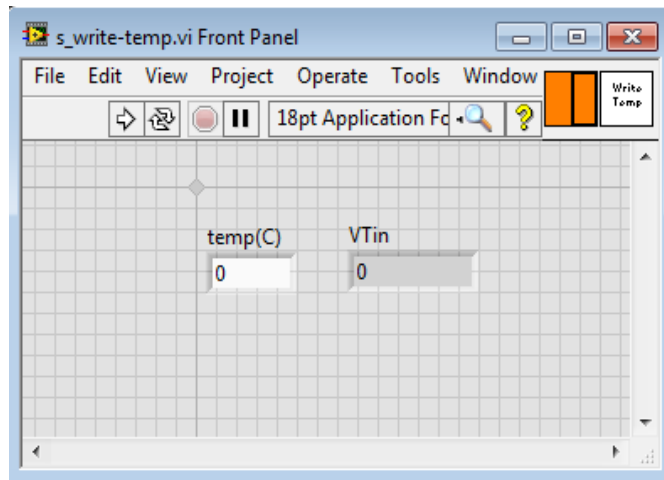 s_write-temp.vi Front Panel
File Edit View Project Operate Tools Window
Write
Temp
18pt Application Fo
temp(C) VTin
0 0